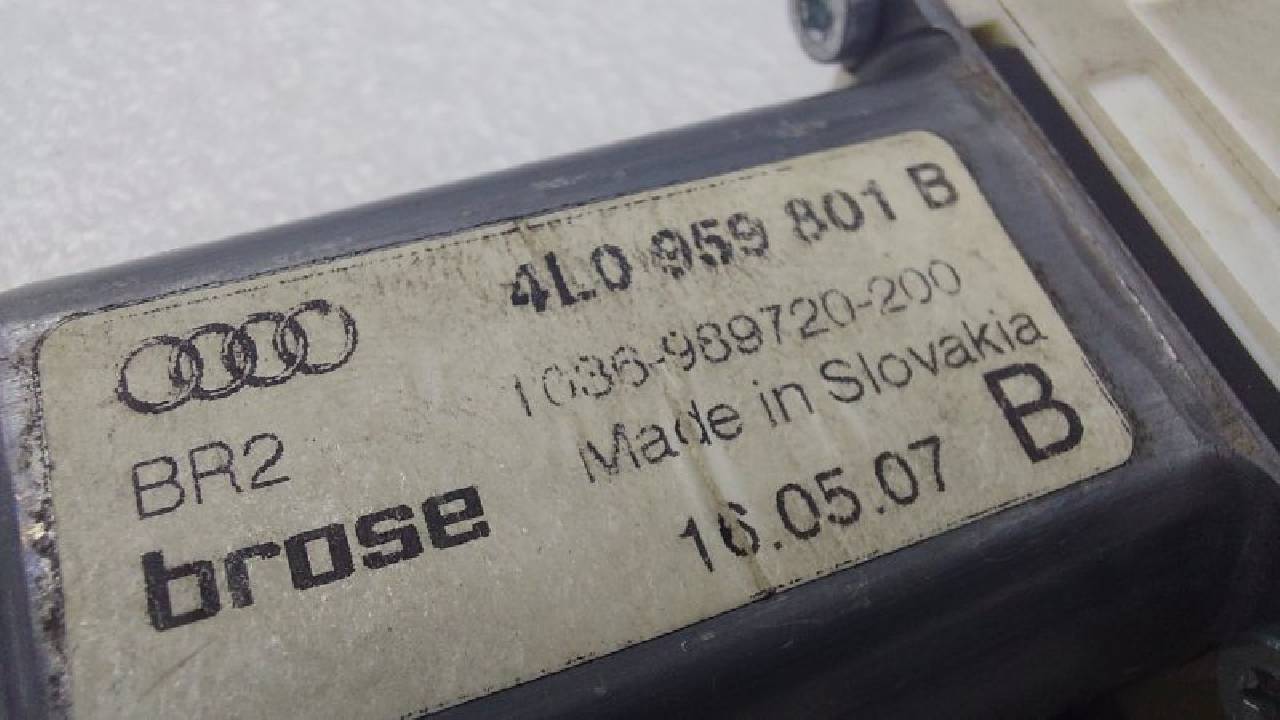 4L0 959 801 B
1036-989720-200
Made in Slovakia
16.05.07 B
BR2
brose